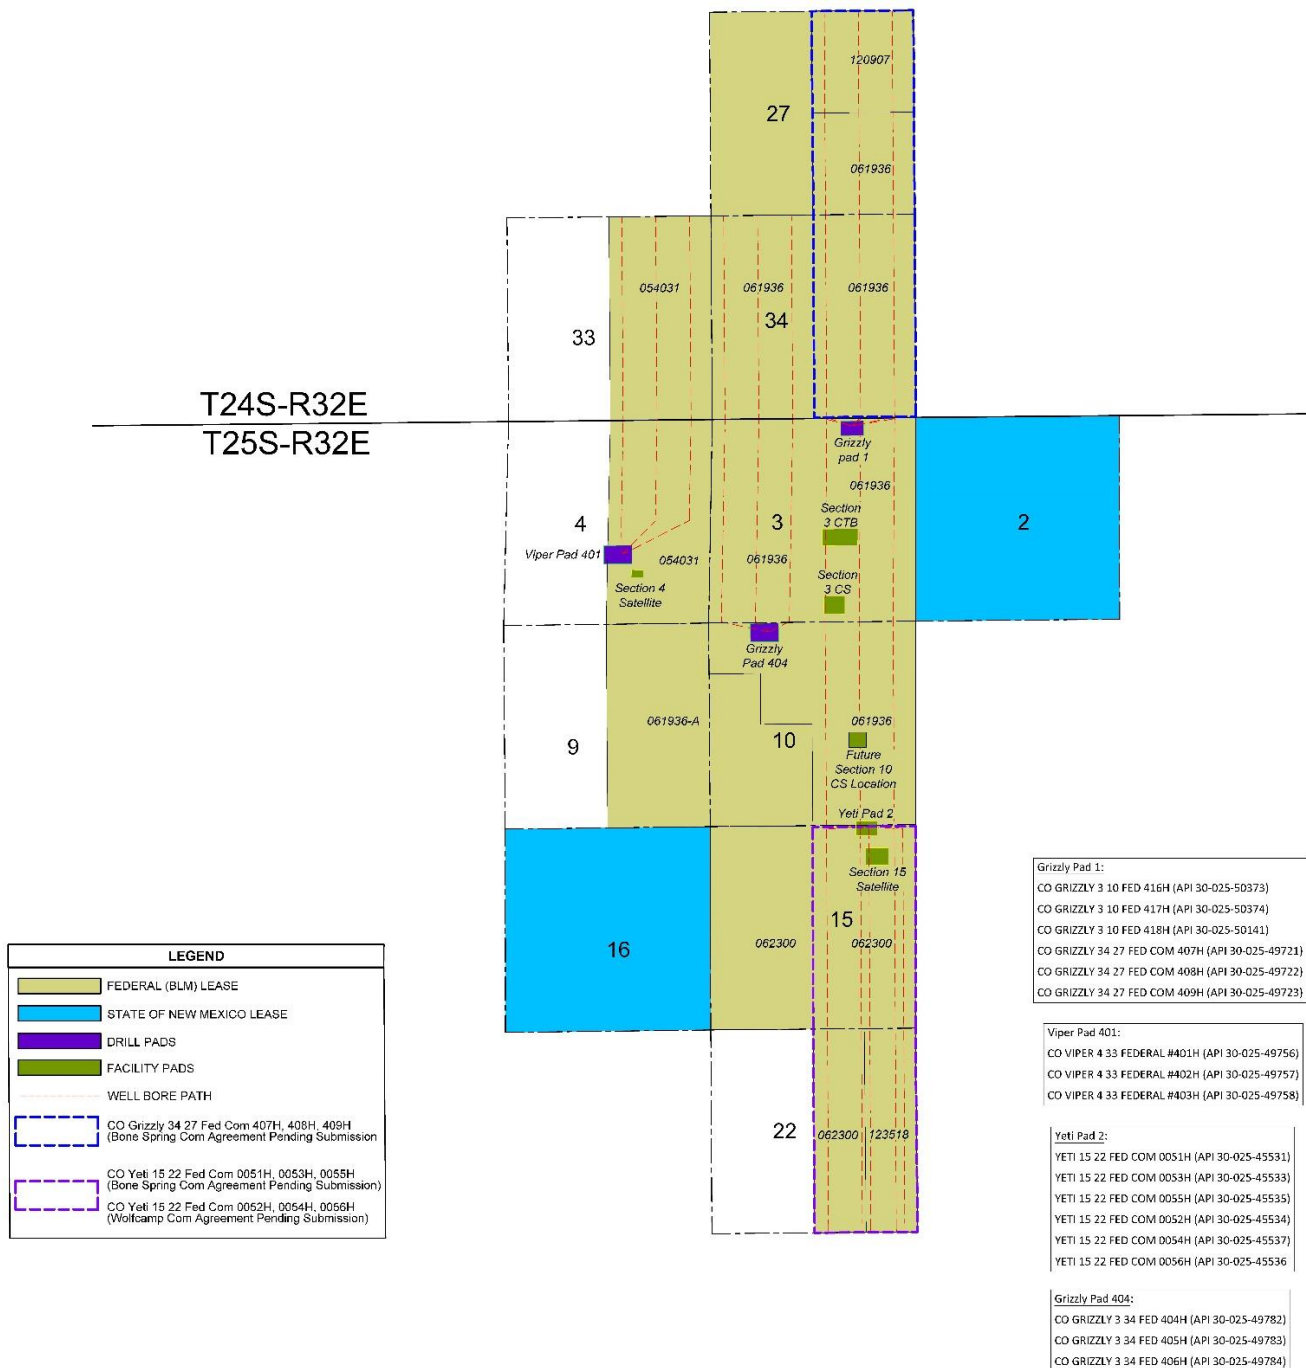 120907
27
061936
054031
061936
061936
34
33
T24S-R32E
T25S-R32E
Grizzly
pad 1
061936
Section
3 CTB
4
3
2
Viper Pad 401
054031
061936
Section 4
Satellite
Section
3 CS
Grizzly
Pad 404
061936-A
061936
9
10
Future
Section 10
CS Location
Yeti Pad 2
Section 15
Satellite
15
16
062300
062300
22
062300
123518
LEGEND
FEDERAL (BLM) LEASE
STATE OF NEW MEXICO LEASE
DRILL PADS
FACILITY PADS
WELL BORE PATH
CO Grizzly 34 27 Fed Com 407H, 408H, 409H
(Bone Spring Com Agreement Pending Submission
CO Yeti 15 22 Fed Com 0051H, 0053H, 0055H
(Bone Spring Com Agreement Pending Submission)
CO Yeti 15 22 Fed Com 0052H, 0054H, 0056H
(Wolfcamp Com Agreement Pending Submission)
Grizzly Pad 1:
CO GRIZZLY 3 10 FED 416H (API 30-025-50373)
CO GRIZZLY 3 10 FED 417H (API 30-025-50374)
CO GRIZZLY 3 10 FED 418H (API 30-025-50141)
CO GRIZZLY 34 27 FED COM 407H (API 30-025-49721)
CO GRIZZLY 34 27 FED COM 408H (API 30-025-49722)
CO GRIZZLY 34 27 FED COM 409H (API 30-025-49723)
Viper Pad 401:
CO VIPER 4 33 FEDERAL #401H (API 30-025-49756)
CO VIPER 4 33 FEDERAL #402H (API 30-025-49757)
CO VIPER 4 33 FEDERAL #403H (API 30-025-49758)
Yeti Pad 2:
YETI 15 22 FED COM 0051H (API 30-025-45531)
YETI 15 22 FED COM 0053H (API 30-025-45533)
YETI 15 22 FED COM 0055H (API 30-025-45535)
YETI 15 22 FED COM 0052H (API 30-025-45534)
YETI 15 22 FED COM 0054H (API 30-025-45537)
YETI 15 22 FED COM 0056H (API 30-025-45536
Grizzly Pad 404:
CO GRIZZLY 3 34 FED 404H (API 30-025-49782)
CO GRIZZLY 3 34 FED 405H (API 30-025-49783)
CO GRIZZLY 3 34 FED 406H (API 30-025-49784)